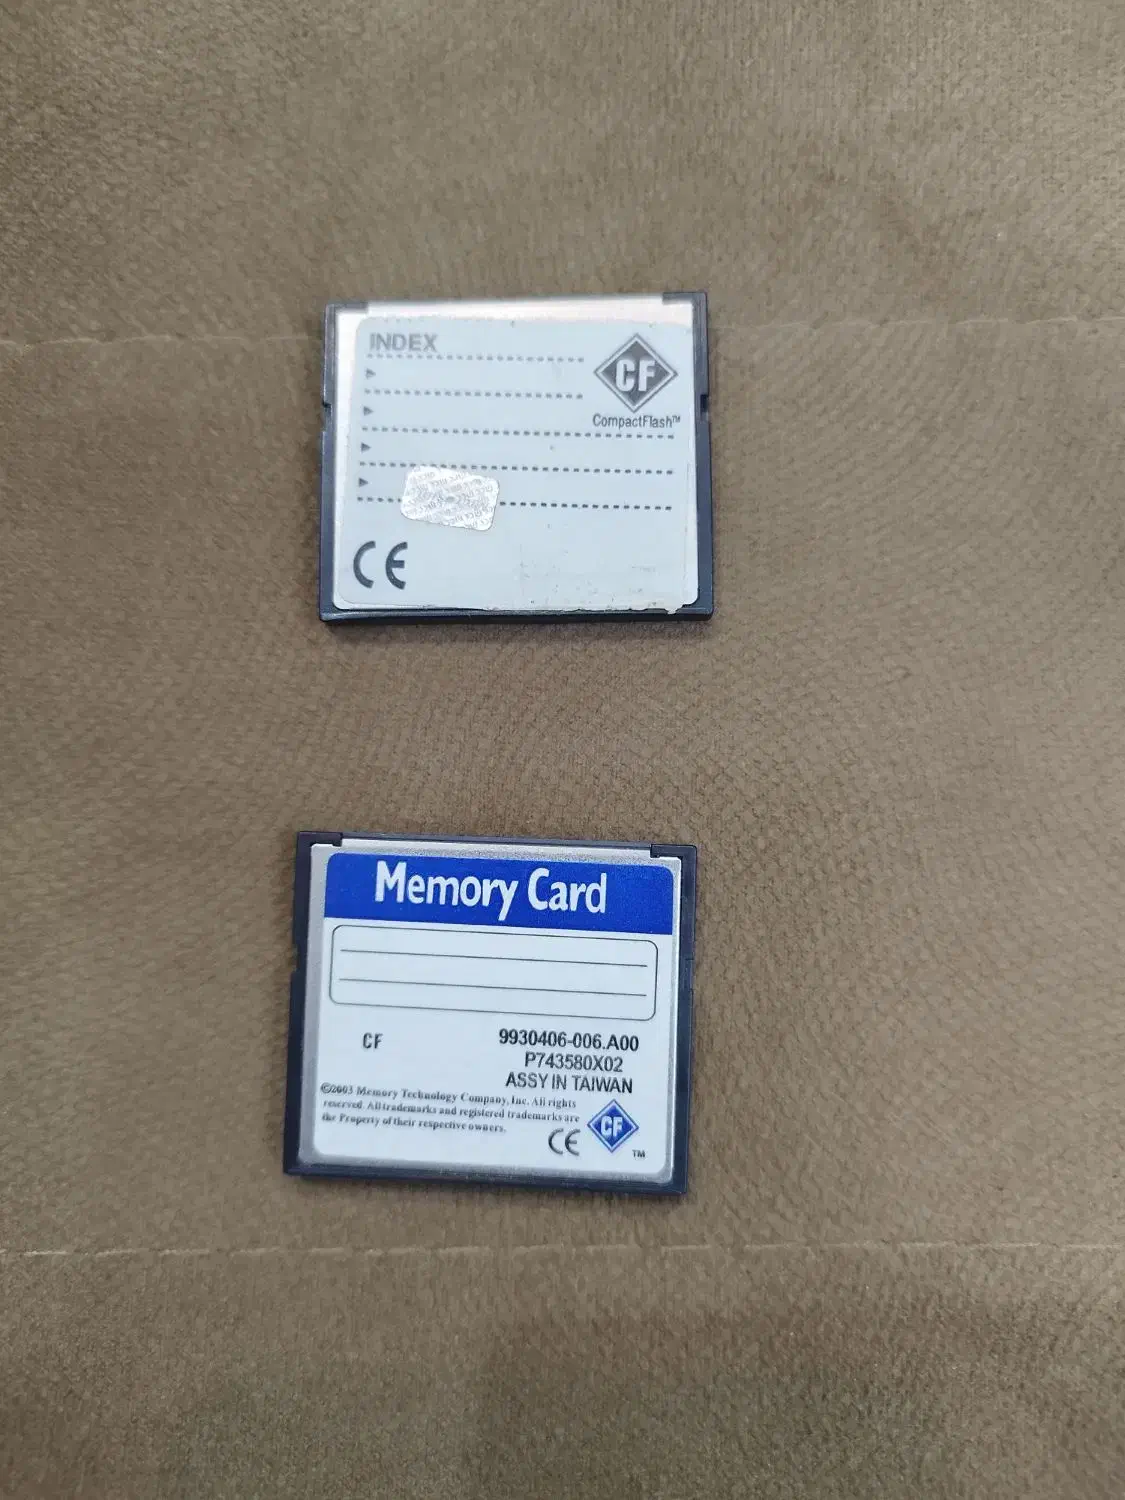 INDEX
CF
CompactFlash™
CE
Memory Card
CF
9930406-006.A00
P743580X02
ASSY IN TAIWAN
©2003 Memory Technology Company, Inc. All rights
reserved. All trademarks and registered trademarks are
the Property of their respective owners.
CE
CF
TM